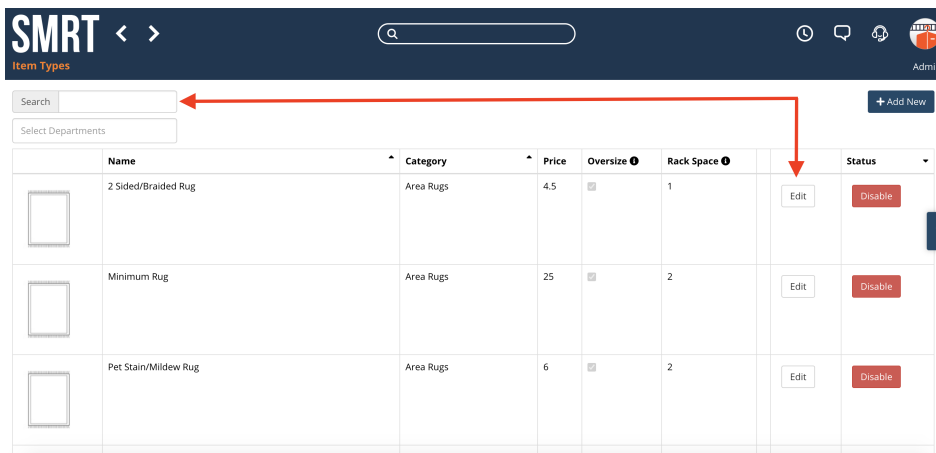 SMRT
Item Types
Admi
Search
+ Add New
Select Departments
Name Category Price Oversize Rack Space Status
2 Sided/Braided Rug Area Rugs 4.5 1 Edit Disable
Minimum Rug Area Rugs 25 2 Edit Disable
Pet Stain/Mildew Rug Area Rugs 6 2 Edit Disable